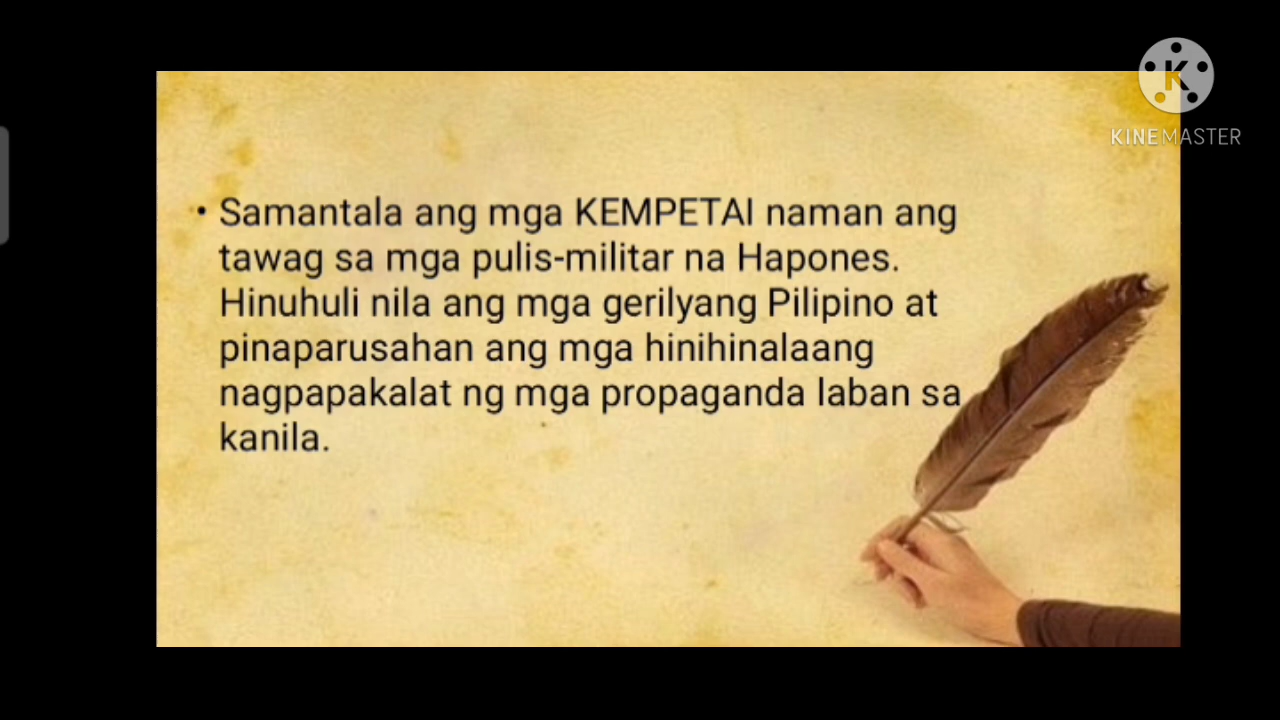 KINEMASTER
• Samantala ang mga KEMPETAI naman ang
tawag sa mga pulis-militar na Hapones.
Hinuhuli nila ang mga gerilyang Pilipino at
pinaparusahan ang mga hinihinalaang
nagpapakalat ng mga propaganda laban sa
kanila.